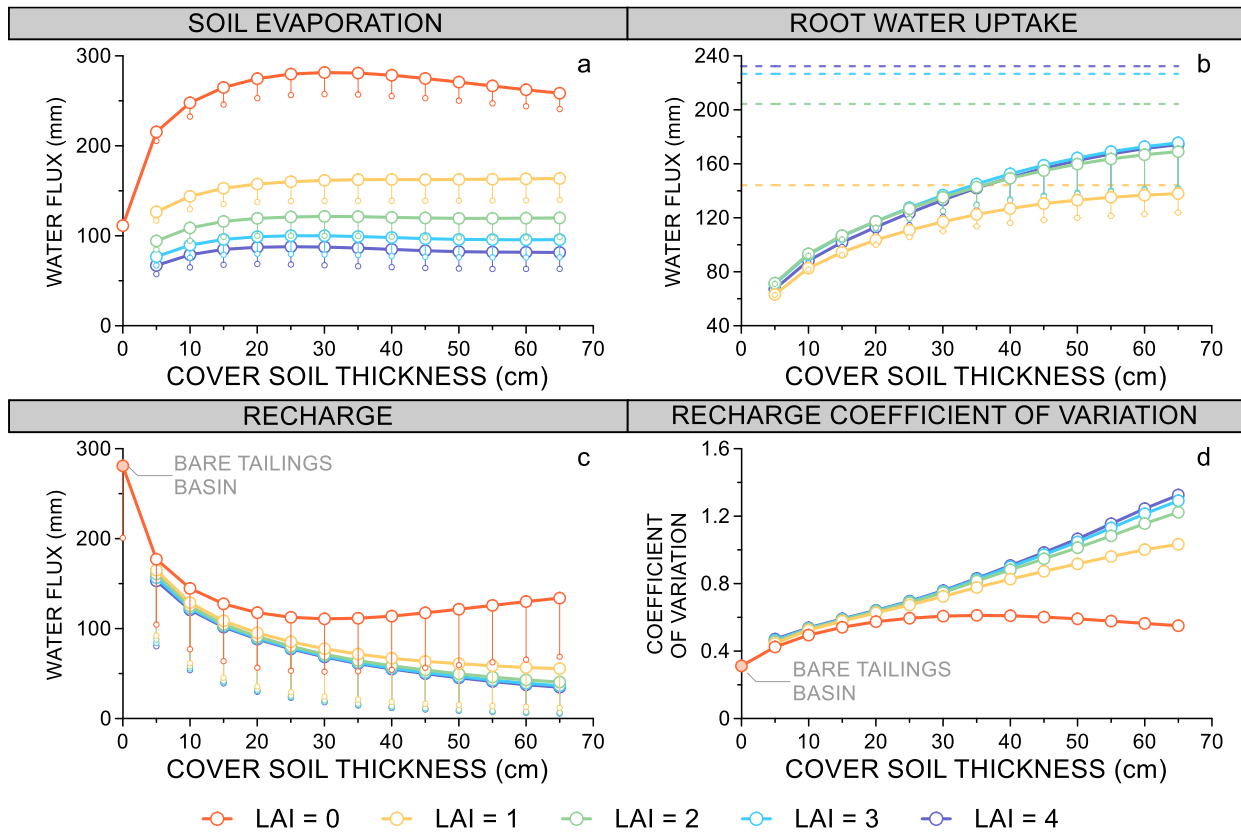 SOIL EVAPORATION
ROOT WATER UPTAKE
300
200
100
0
WATER FLUX (mm)
a
0 10 20 30 40 50 60 70
COVER SOIL THICKNESS (cm)
240
200
160
120
80
40
WATER FLUX (mm)
b
0 10 20 30 40 50 60 70
COVER SOIL THICKNESS (cm)
RECHARGE
RECHARGE COEFFICIENT OF VARIATION
300
200
100
0
WATER FLUX (mm)
BARE TAILINGS
BASIN
c
0 10 20 30 40 50 60 70
COVER SOIL THICKNESS (cm)
1.6
1.2
0.8
0.4
0
COEFFICIENT
OF VARIATION
BARE TAILINGS
BASIN
d
0 10 20 30 40 50 60 70
COVER SOIL THICKNESS (cm)
LAI = 0 LAI = 1 LAI = 2 LAI = 3 LAI = 4